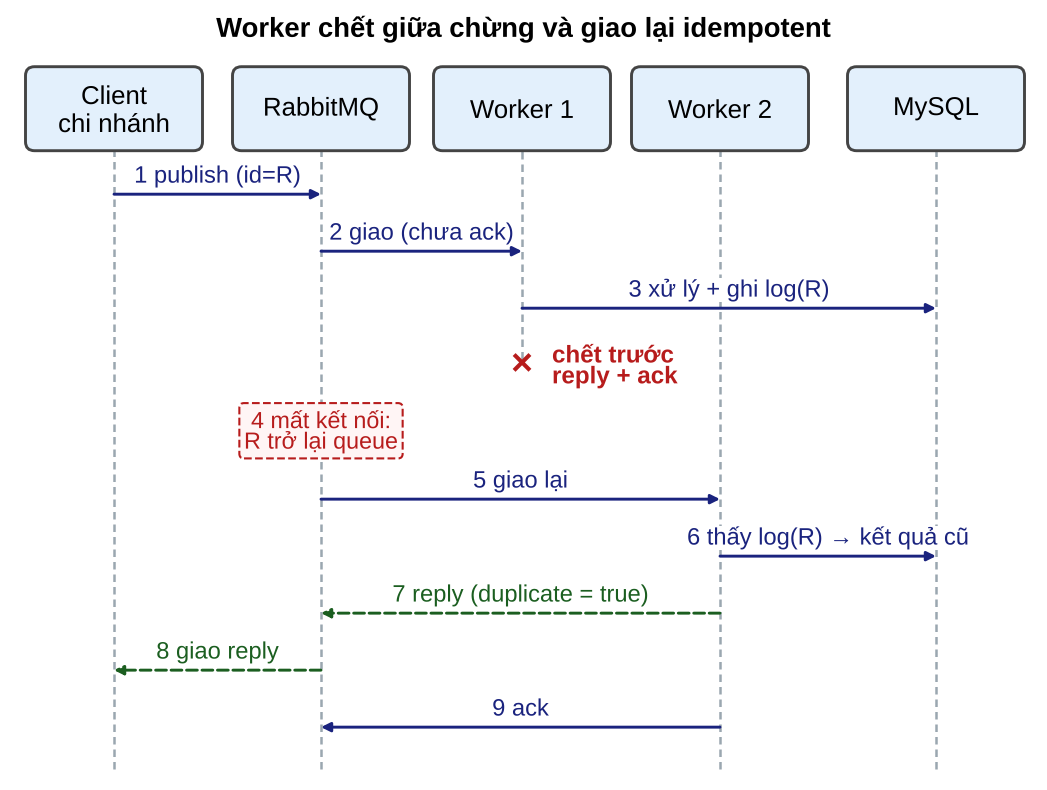 Worker chết giữa chừng và giao lại idempotent
Client
chi nhánh
RabbitMQ
Worker 1
Worker 2
MySQL
1 publish (id=R)
2 giao (chưa ack)
3 xử lý + ghi log(R)
chết trước
reply + ack
4 mất kết nối:
R trở lại queue
5 giao lại
6 thấy log(R) → kết quả cũ
7 reply (duplicate = true)
8 giao reply
9 ack